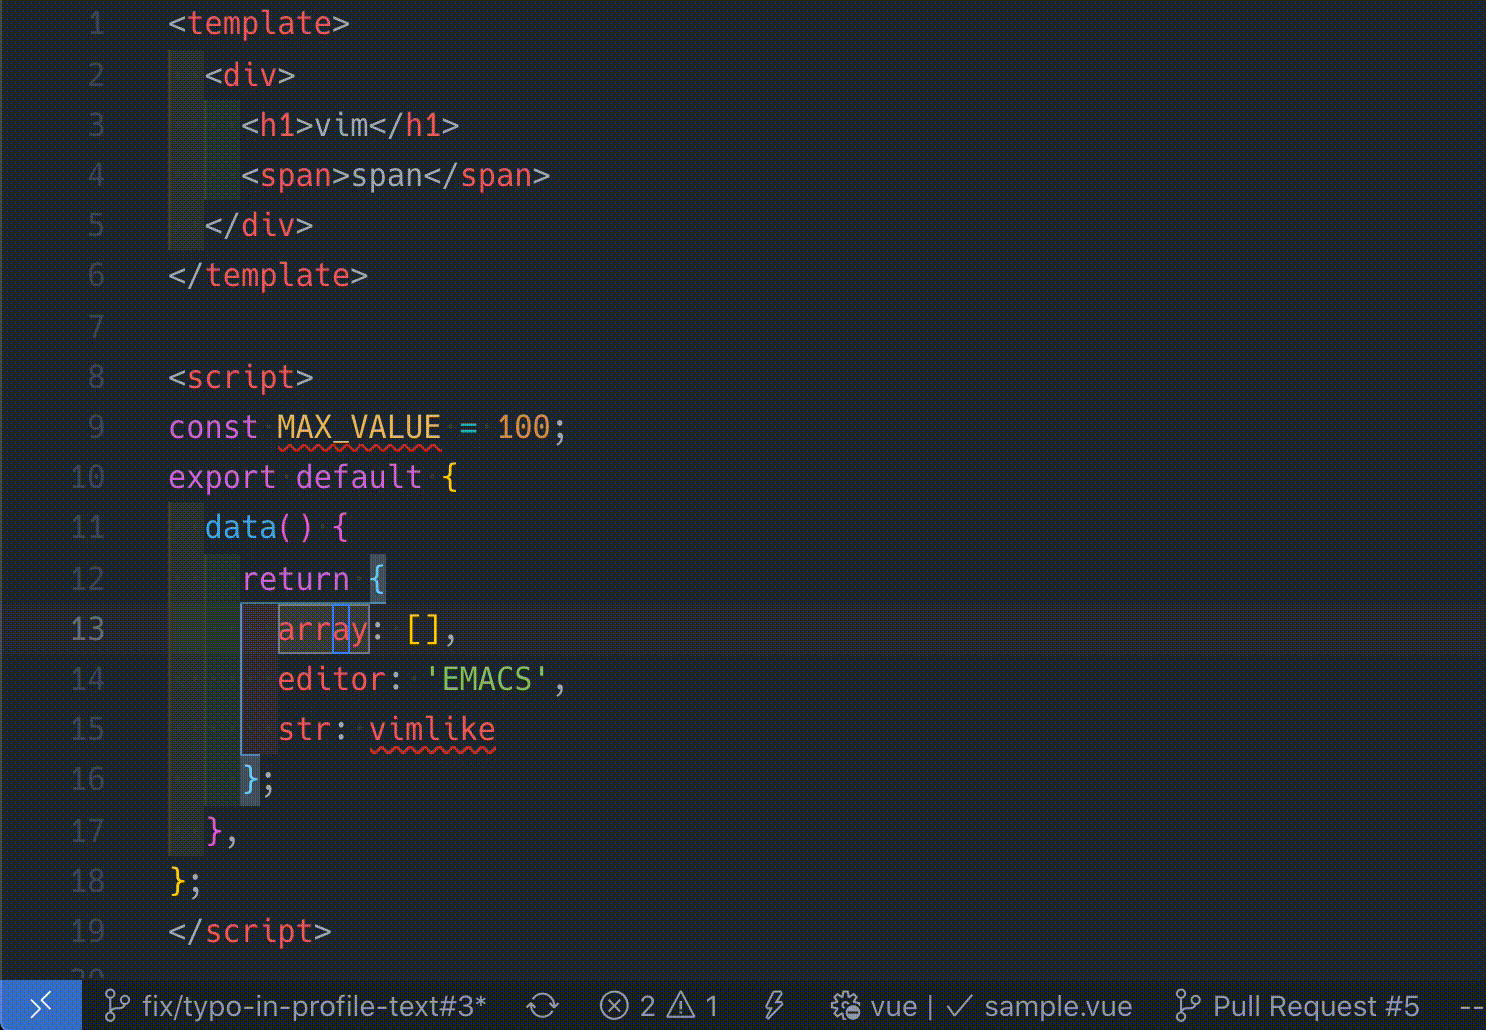 1 <template>
2 <div>
3 <h1>vim</h1>
4 <span>span</span>
5 </div>
6 </template>
7
8 <script>
9 const MAX_VALUE = 100;
10 export default {
11 data() {
12 return {
13 array: [],
14 editor: 'EMACS',
15 str: vimlike
16 };
17 },
18 };
19 </script>
20
fix/typo-in-profile-text#3* 2 1 vue | sample.vue Pull Request #5 --